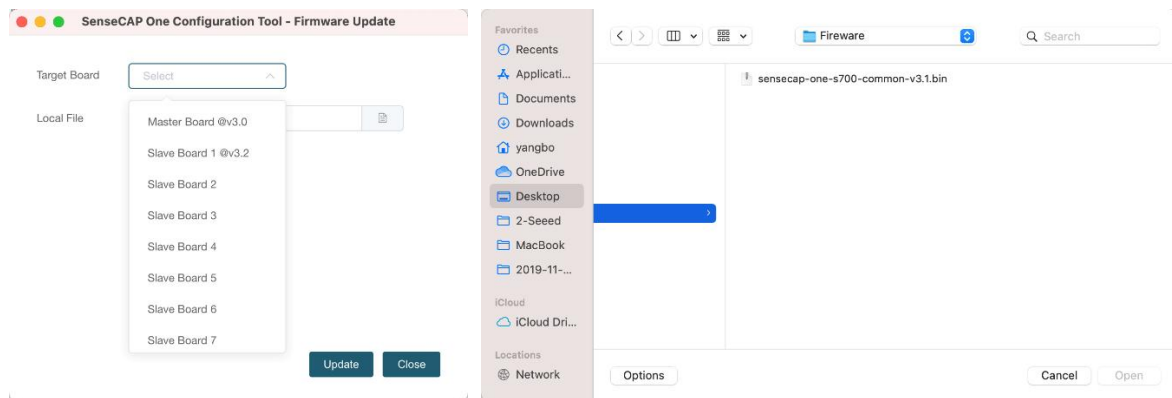 SenseCAP One Configuration Tool - Firmware Update
Target Board
Select
Local File
Master Board @v3.0
Slave Board 1 @v3.2
Slave Board 2
Slave Board 3
Slave Board 4
Slave Board 5
Slave Board 6
Slave Board 7
Update
Close
Favorites
Recents
Applicati...
Documents
Downloads
yangbo
OneDrive
Desktop
2-Seeed
MacBook
2019-11-...
iCloud
iCloud Dri...
Locations
Network
Fireware
Search
sensecap-one-s700-common-v3.1.bin
Options
Cancel
Open